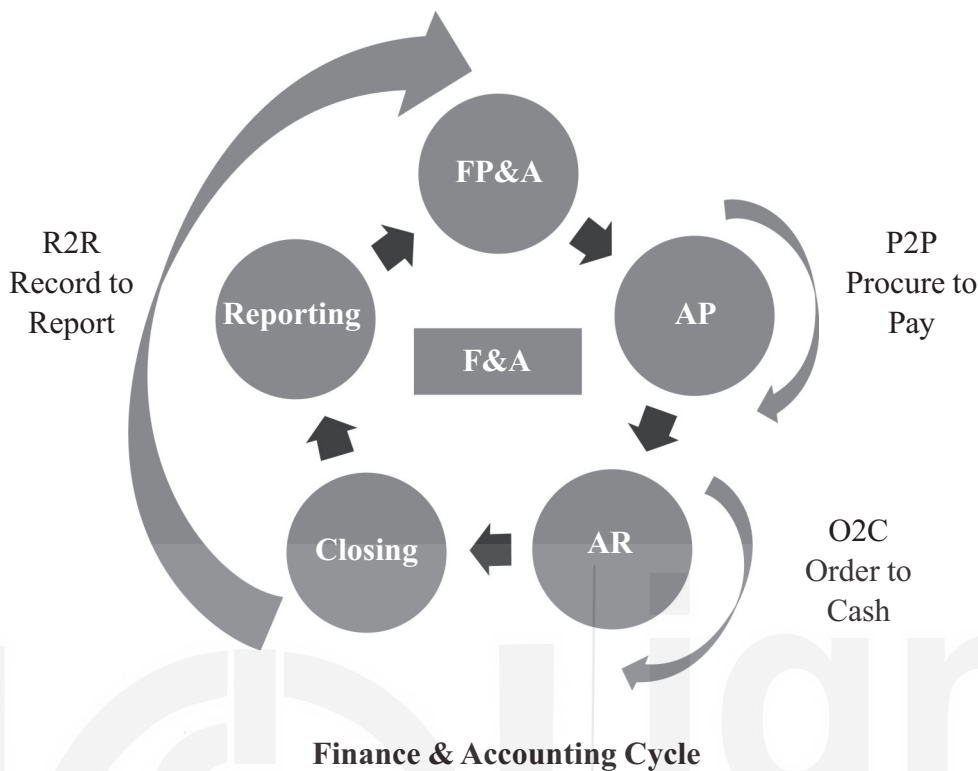 FP&A
R2R
Record to
Report
Reporting
F&A
AP
P2P
Procure to
Pay
Closing
AR
O2C
Order to
Cash
Finance & Accounting Cycle